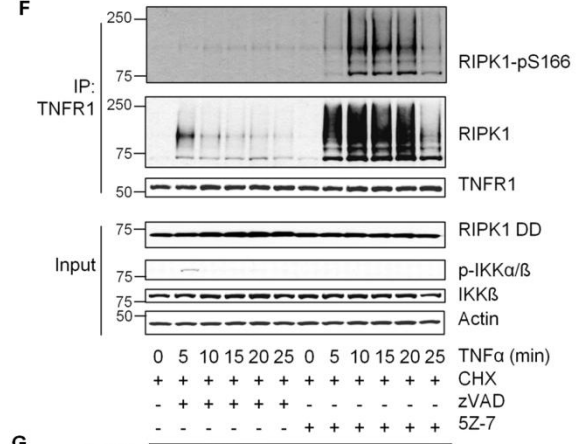 F
250
75
RIPK1-pS166
IP:
TNFR1
250
75
RIPK1
50
TNFR1
75
RIPK1 DD
Input
75
p-IKKα/ß
75
IKKß
50
Actin
0 5 10 15 20 25 0 5 10 15 20 25 TNFα (min)
+ + + + + + + + + + + + CHX
- + + + + + - - - - - - zVAD
- - - - - - + + + + + + 5Z-7
G